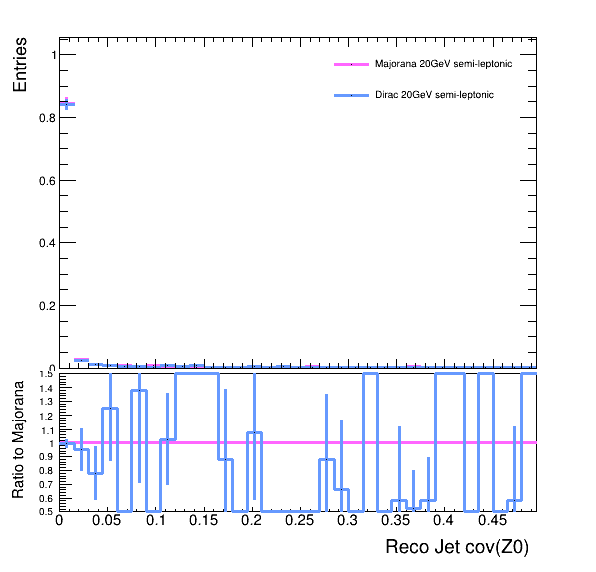 Entries
1
0.8
0.6
0.4
0.2
0
Majorana 20GeV semi-leptonic
Dirac 20GeV semi-leptonic
Ratio to Majorana
1.5
1.4
1.3
1.2
1.1
1
0.9
0.8
0.7
0.6
0.5
0 0.05 0.1 0.15 0.2 0.25 0.3 0.35 0.4 0.45
Reco Jet cov(Z0)